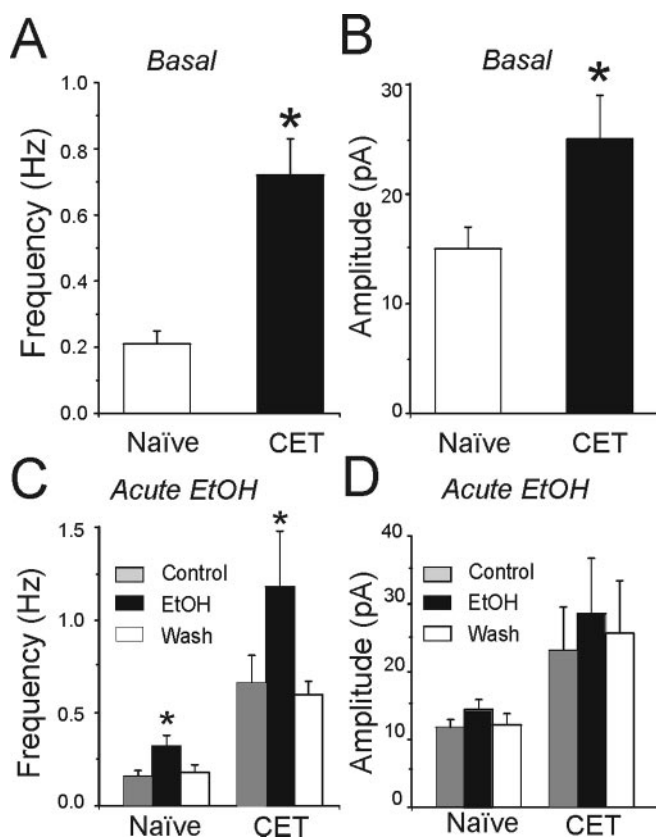 A
Basal
1.0
0.8
0.6
0.4
0.2
0.0
Frequency (Hz)
*
Naïve
CET
B
Basal
30
20
10
0
Amplitude (pA)
*
Naïve
CET
C
Acute EtOH
1.5
1.0
0.5
0.0
Frequency (Hz)
Control
EtOH
Wash
*
*
Naïve
CET
D
Acute EtOH
40
30
20
10
0
Amplitude (pA)
Control
EtOH
Wash
Naïve
CET